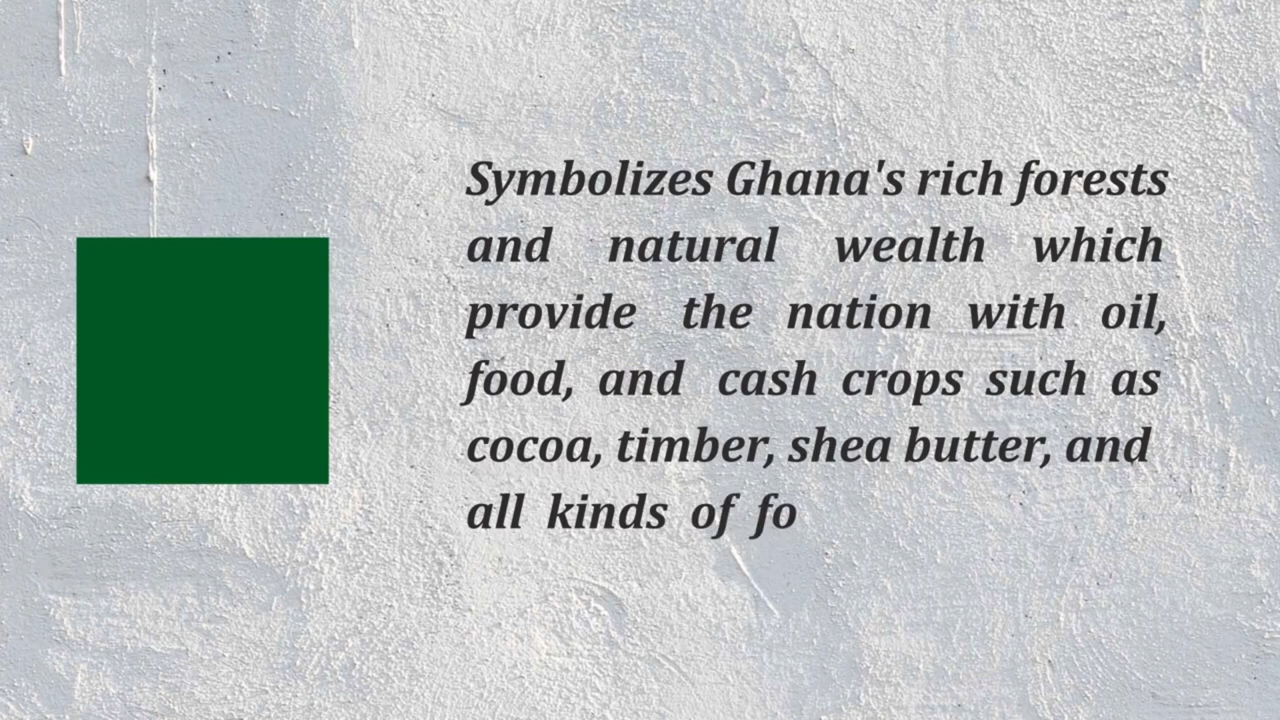 Symbolizes Ghana's rich forests
and natural wealth which
provide the nation with oil,
food, and cash crops such as
cocoa, timber, shea butter, and
all kinds of fo